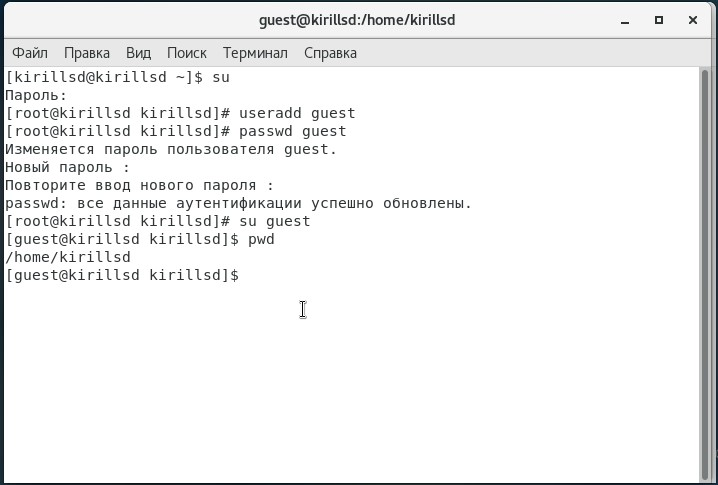 guest@kirillsd:/home/kirillsd
Файл Правка Вид Поиск Терминал Справка
[kirillsd@kirillsd ~]$ su
Пароль:
[root@kirillsd kirillsd]# useradd guest
[root@kirillsd kirillsd]# passwd guest
Изменяется пароль пользователя guest.
Новый пароль :
Повторите ввод нового пароля :
passwd: все данные аутентификации успешно обновлены.
[root@kirillsd kirillsd]# su guest
[guest@kirillsd kirillsd]$ pwd
/home/kirillsd
[guest@kirillsd kirillsd]$